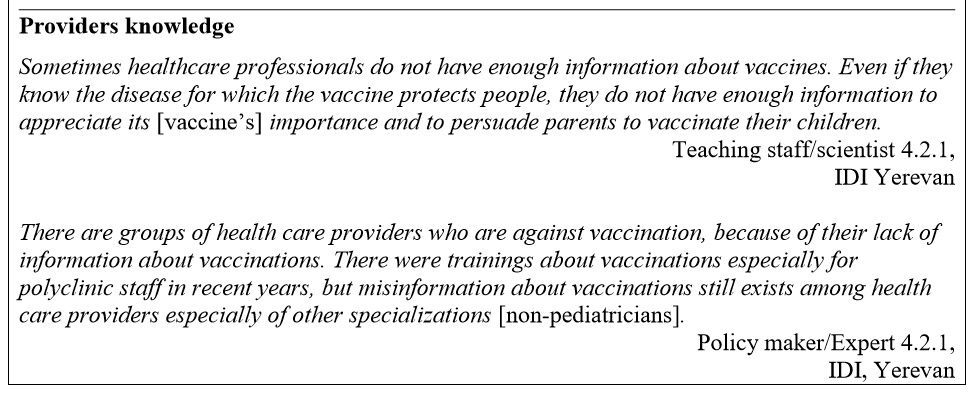 Providers knowledge
Sometimes healthcare professionals do not have enough information about vaccines. Even if they
know the disease for which the vaccine protects people, they do not have enough information to
appreciate its [vaccine’s] importance and to persuade parents to vaccinate their children.
Teaching staff/scientist 4.2.1,
IDI Yerevan
There are groups of health care providers who are against vaccination, because of their lack of
information about vaccinations. There were trainings about vaccinations especially for
polyclinic staff in recent years, but misinformation about vaccinations still exists among health
care providers especially of other specializations [non-pediatricians].
Policy maker/Expert 4.2.1,
IDI, Yerevan